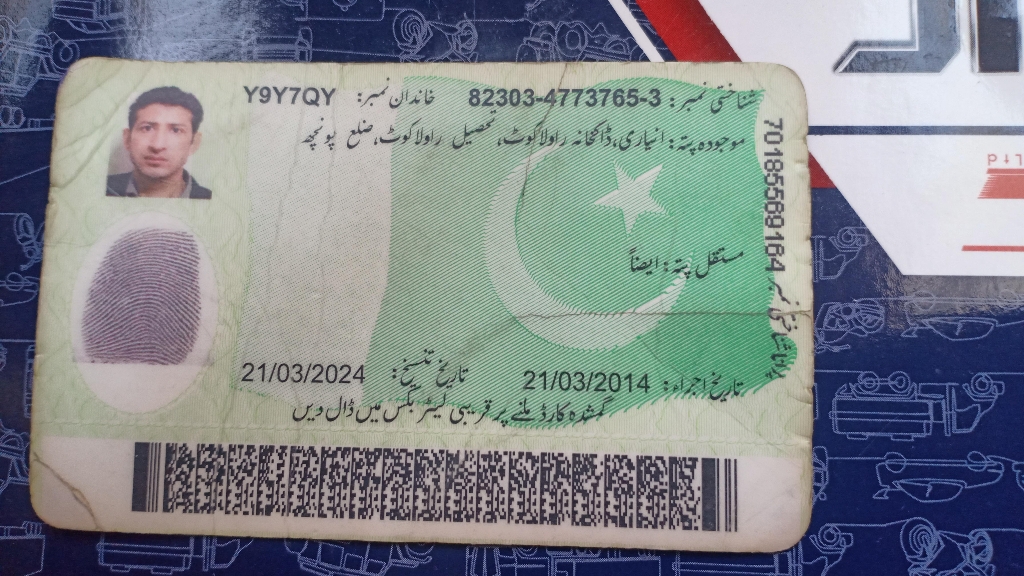 شناختی نمبر: 82303-4773765-3 خاندان نمبر: Y9Y7QY
موجودہ پتہ: انیاری، ڈاکخانہ راولاکوٹ، تحصیل راولاکوٹ، ضلع پونچھ
مستقل پتہ: ایضاً
تاریخ اجراء: 21/03/2014 تاریخ تنسیخ: 21/03/2024
گمشدہ کارڈ ملنے پر قریبی لیٹر بکس میں ڈال دیں